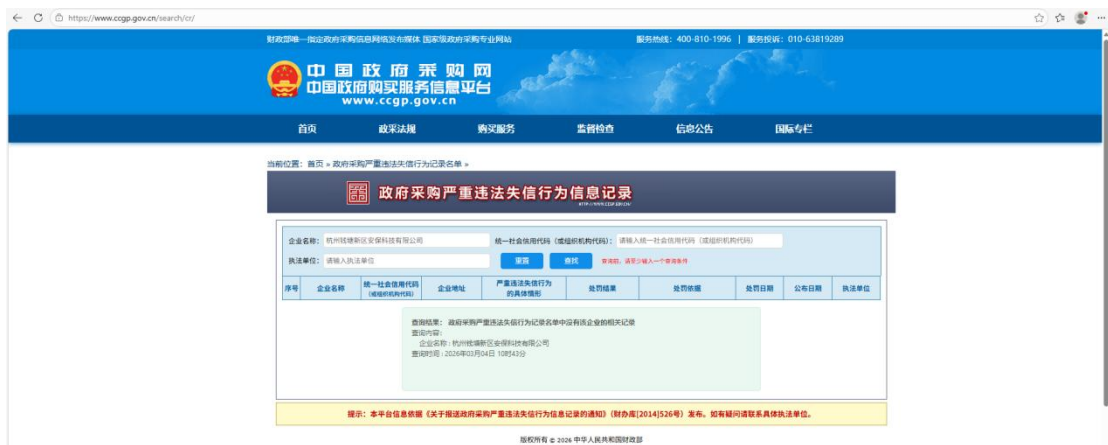 https://www.ccgp.gov.cn/search/cr/
财政部唯一指定政府采购信息网络发布媒体 国家级政府采购专业网站
服务热线：400-810-1996 | 服务投诉：010-63819289
中国政府采购网
中国政府购买服务信息平台
www.ccgp.gov.cn
首页 政采法规 购买服务 监督检查 信息公告 国际专栏
当前位置：首页 » 政府采购严重违法失信行为记录名单 »
政府采购严重违法失信行为信息记录
HTTP://WWW.CCGP.GOV.CN/
企业名称： 杭州钱塘新区安保科技有限公司 统一社会信用代码（或组织机构代码）： 请输入统一社会信用代码（或组织机构代码）
执法单位： 请输入执法单位 重置 查找 查询前，请至少输入一个查询条件
序号 企业名称 统一社会信用代码（或组织机构代码） 企业地址 严重违法失信行为的具体情形 处罚结果 处罚依据 处罚日期 公布日期 执法单位
查询结果： 政府采购严重违法失信行为记录名单中没有该企业的相关记录
查询内容：
企业名称：杭州钱塘新区安保科技有限公司
查询时间：2026年03月04日 10时43分
提示：本平台信息依据《关于报送政府采购严重违法失信行为信息记录的通知》（财办库[2014]526号）发布。如有疑问请联系具体执法单位。
版权所有 © 2026 中华人民共和国财政部